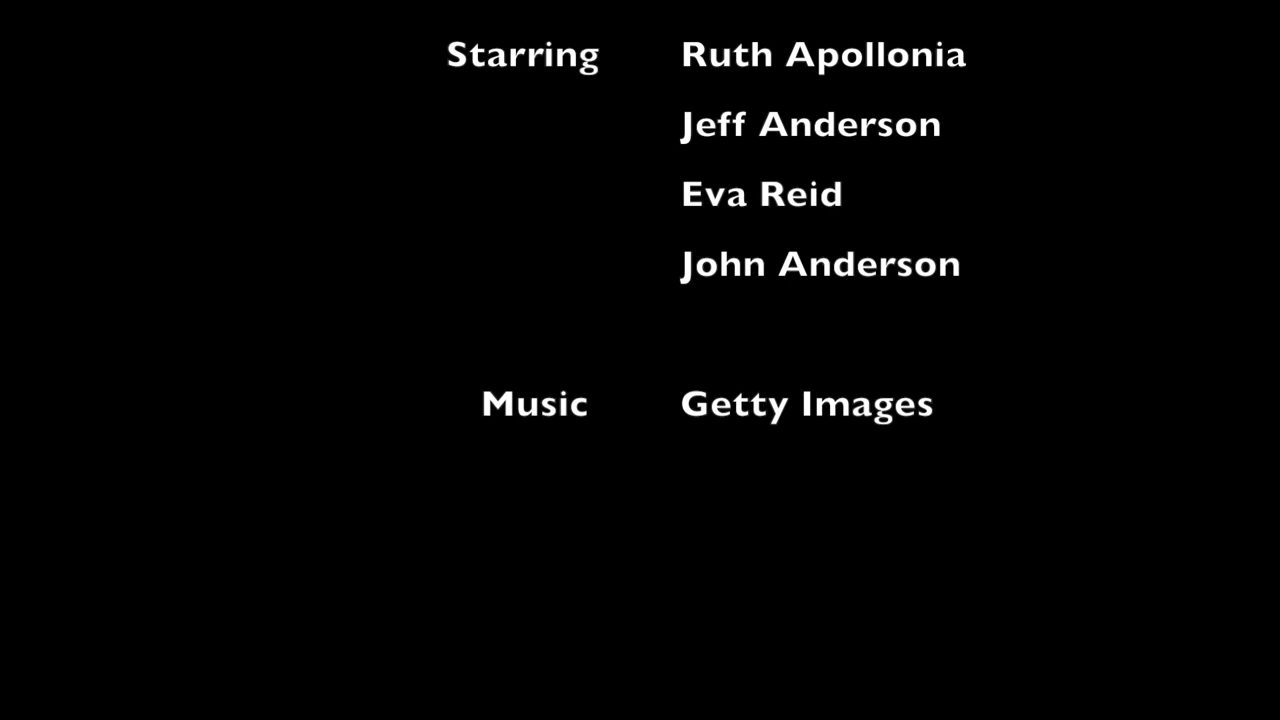 Starring Ruth Apollonia
Jeff Anderson
Eva Reid
John Anderson
Music Getty Images